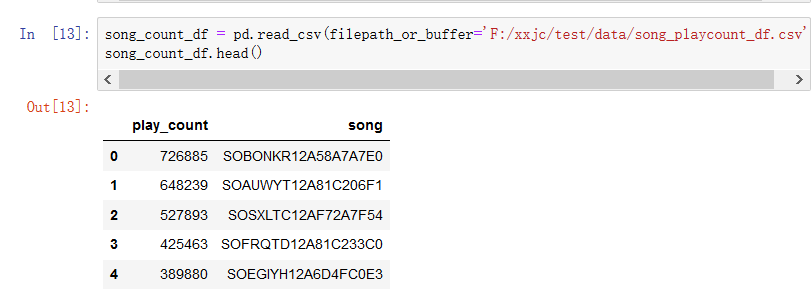 In [13]: song_count_df = pd.read_csv(filepath_or_buffer='F:/xxjc/test/data/song_playcount_df.csv'
song_count_df.head()
Out[13]:
play_count song
0 726885 SOBONKR12A58A7A7E0
1 648239 SOAUWYT12A81C206F1
2 527893 SOSXLTC12AF72A7F54
3 425463 SOFRQTD12A81C233C0
4 389880 SOEGIYH12A6D4FC0E3